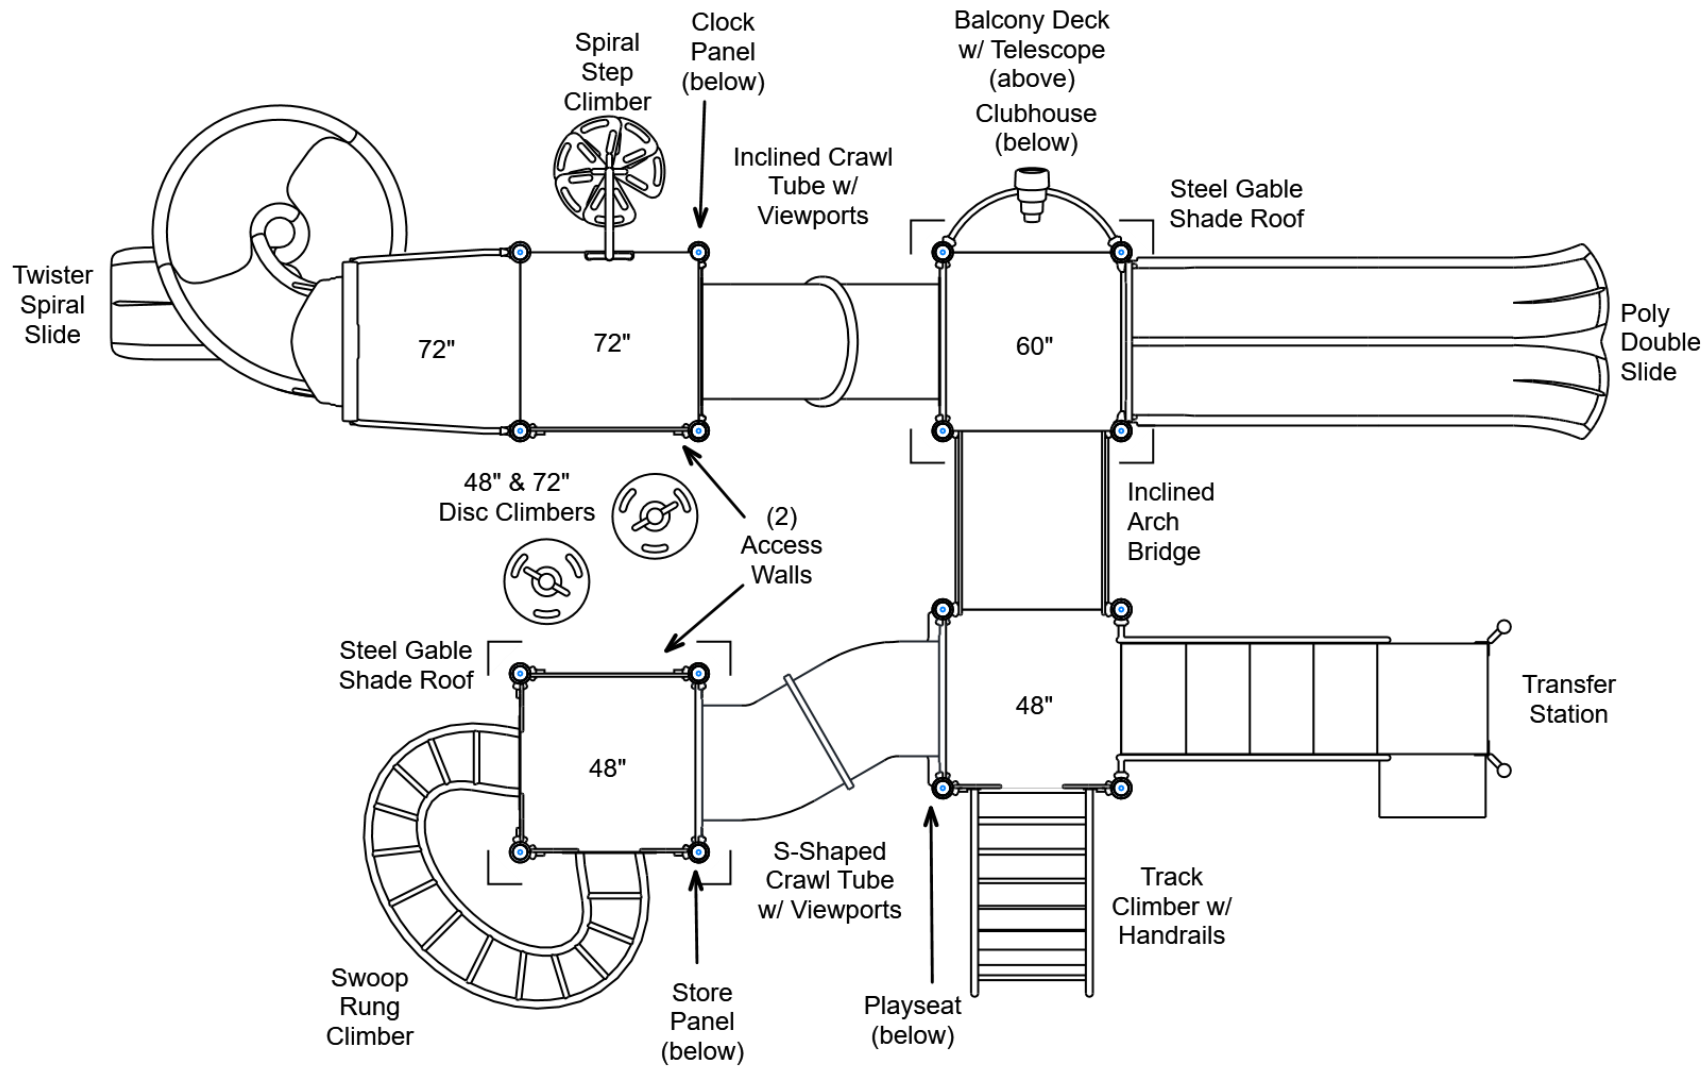 Clock
Panel
(below)
Spiral
Step
Climber
Balcony Deck
w/ Telescope
(above)
Clubhouse
(below)
Inclined Crawl
Tube w/
Viewports
Steel Gable
Shade Roof
Twister
Spiral
Slide
72"
72"
60"
Poly
Double
Slide
48" & 72"
Disc Climbers
(2)
Access
Walls
Inclined
Arch
Bridge
Steel Gable
Shade Roof
48"
48"
Transfer
Station
S-Shaped
Crawl Tube
w/ Viewports
Track
Climber w/
Handrails
Swoop
Rung
Climber
Store
Panel
(below)
Playseat
(below)